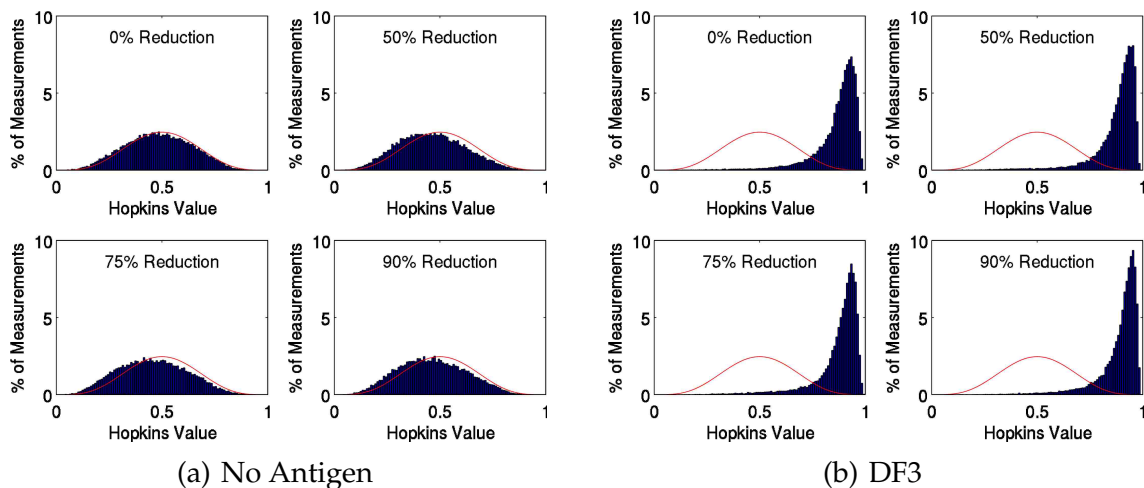 10
0% Reduction
5
% of Measurements
0
0
0.5
1
Hopkins Value
10
50% Reduction
5
% of Measurements
0
0
0.5
1
Hopkins Value
10
75% Reduction
5
% of Measurements
0
0
0.5
1
Hopkins Value
10
90% Reduction
5
% of Measurements
0
0
0.5
1
Hopkins Value
(a) No Antigen
10
0% Reduction
5
% of Measurements
0
0
0.5
1
Hopkins Value
10
50% Reduction
5
% of Measurements
0
0
0.5
1
Hopkins Value
10
75% Reduction
5
% of Measurements
0
0
0.5
1
Hopkins Value
10
90% Reduction
5
% of Measurements
0
0
0.5
1
Hopkins Value
(b) DF3